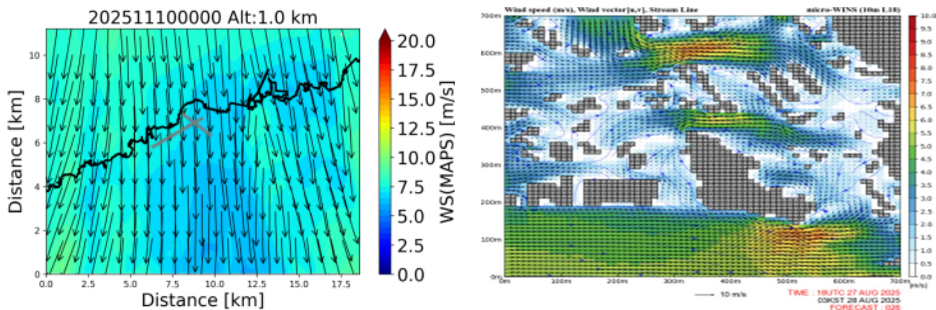 202511100000 Alt:1.0 km
Distance [km]
10
8
6
4
2
0
0.0 2.5 5.0 7.5 10.0 12.5 15.0 17.5
Distance [km]
20.0
17.5
15.0
12.5
10.0
7.5
5.0
2.5
0.0
WS(MAPS) [m/s]
Wind speed (m/s), Wind vector[u,v], Stream Line micro-WINS (10m L18)
700m
600m
500m
400m
300m
200m
100m
0m
0m 100m 200m 300m 400m 500m 600m 700m
10.0
9.5
9.0
8.5
8.0
7.5
7.0
6.5
6.0
5.5
5.0
4.5
4.0
3.5
3.0
2.5
2.0
1.5
1.0
0.5
0.0
[m/s]
10 m/s
TIME : 18UTC 27 AUG 2025
03KST 28 AUG 2025
FORECAST : 026